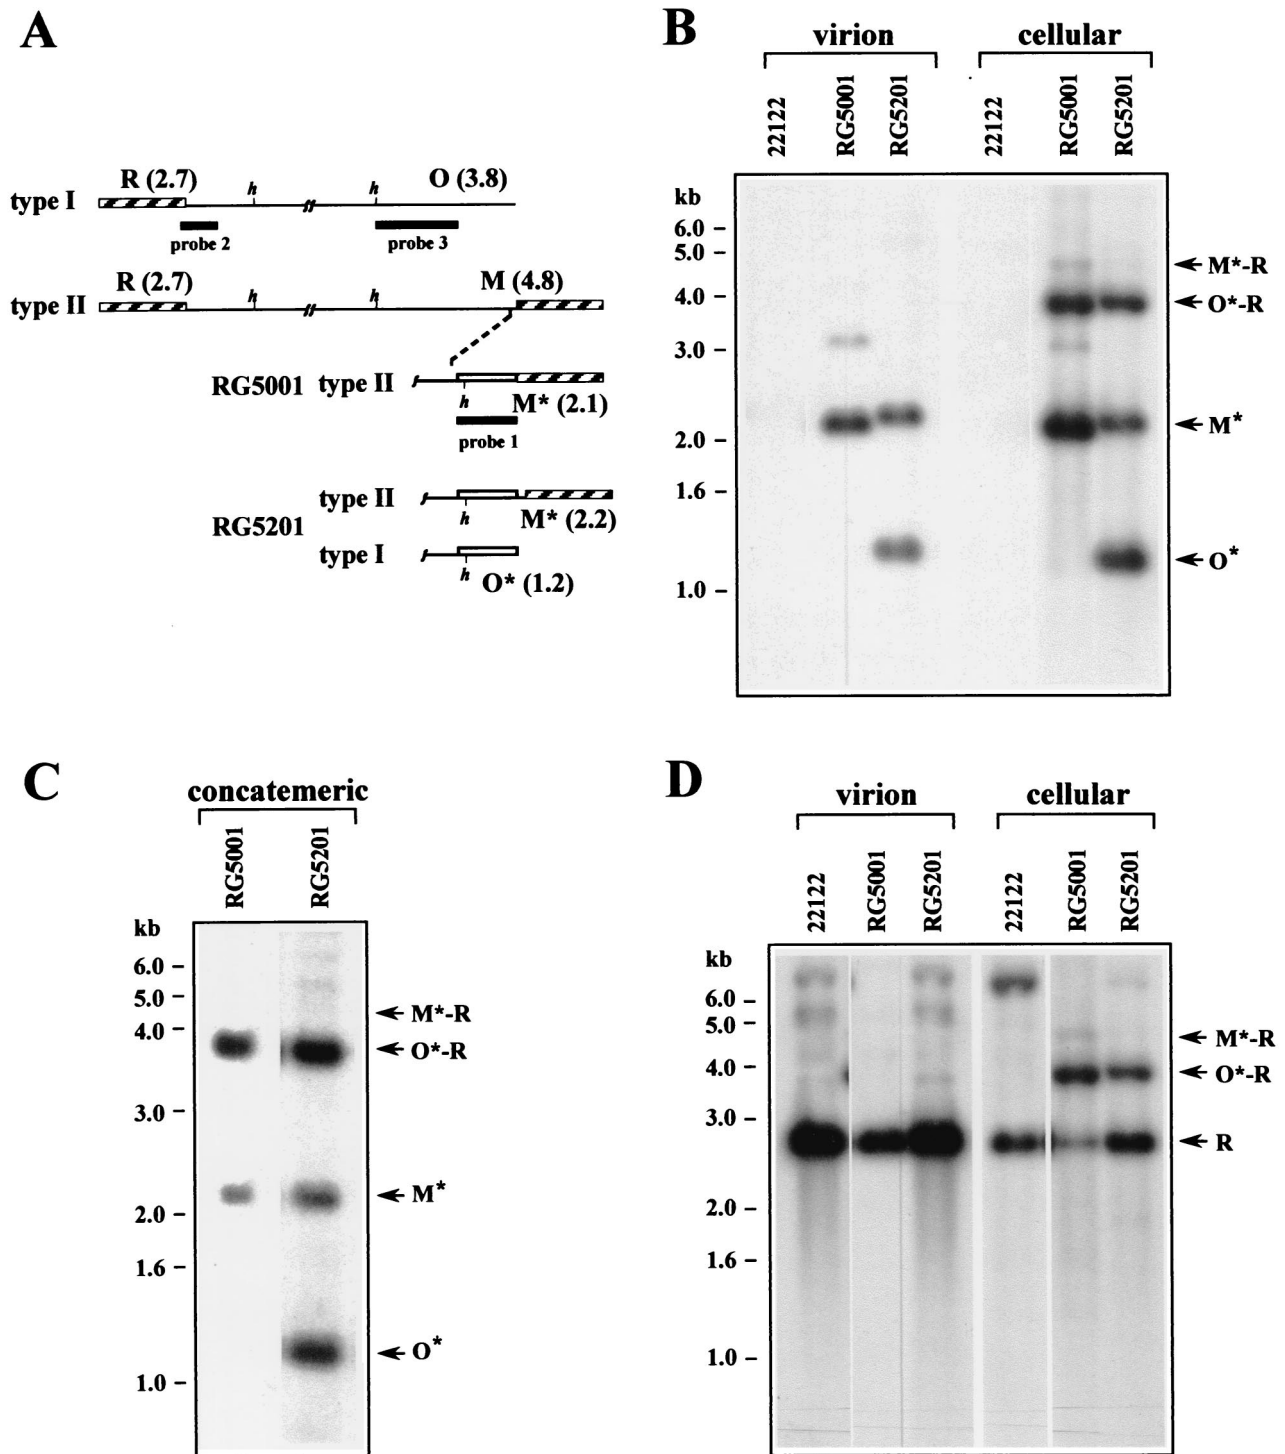 A
R (2.7)
h
h
O (3.8)
type I
probe 2
probe 3
R (2.7)
h
h
M (4.8)
type II
RG5001 type II
h
M* (2.1)
probe 1
type II
h
M* (2.2)
RG5201
type I
h
O* (1.2)
B
virion
cellular
22122
RG5001
RG5201
22122
RG5001
RG5201
kb
6.0 –
5.0 –
4.0 –
3.0 –
2.0 –
1.6 –
1.0 –
M*-R
O*-R
M*
O*
C
concatemeric
RG5001
RG5201
kb
6.0 –
5.0 –
4.0 –
3.0 –
2.0 –
1.6 –
1.0 –
M*-R
O*-R
M*
O*
D
virion
cellular
22122
RG5001
RG5201
22122
RG5001
RG5201
kb
6.0 –
5.0 –
4.0 –
3.0 –
2.0 –
1.6 –
1.0 –
M*-R
O*-R
R